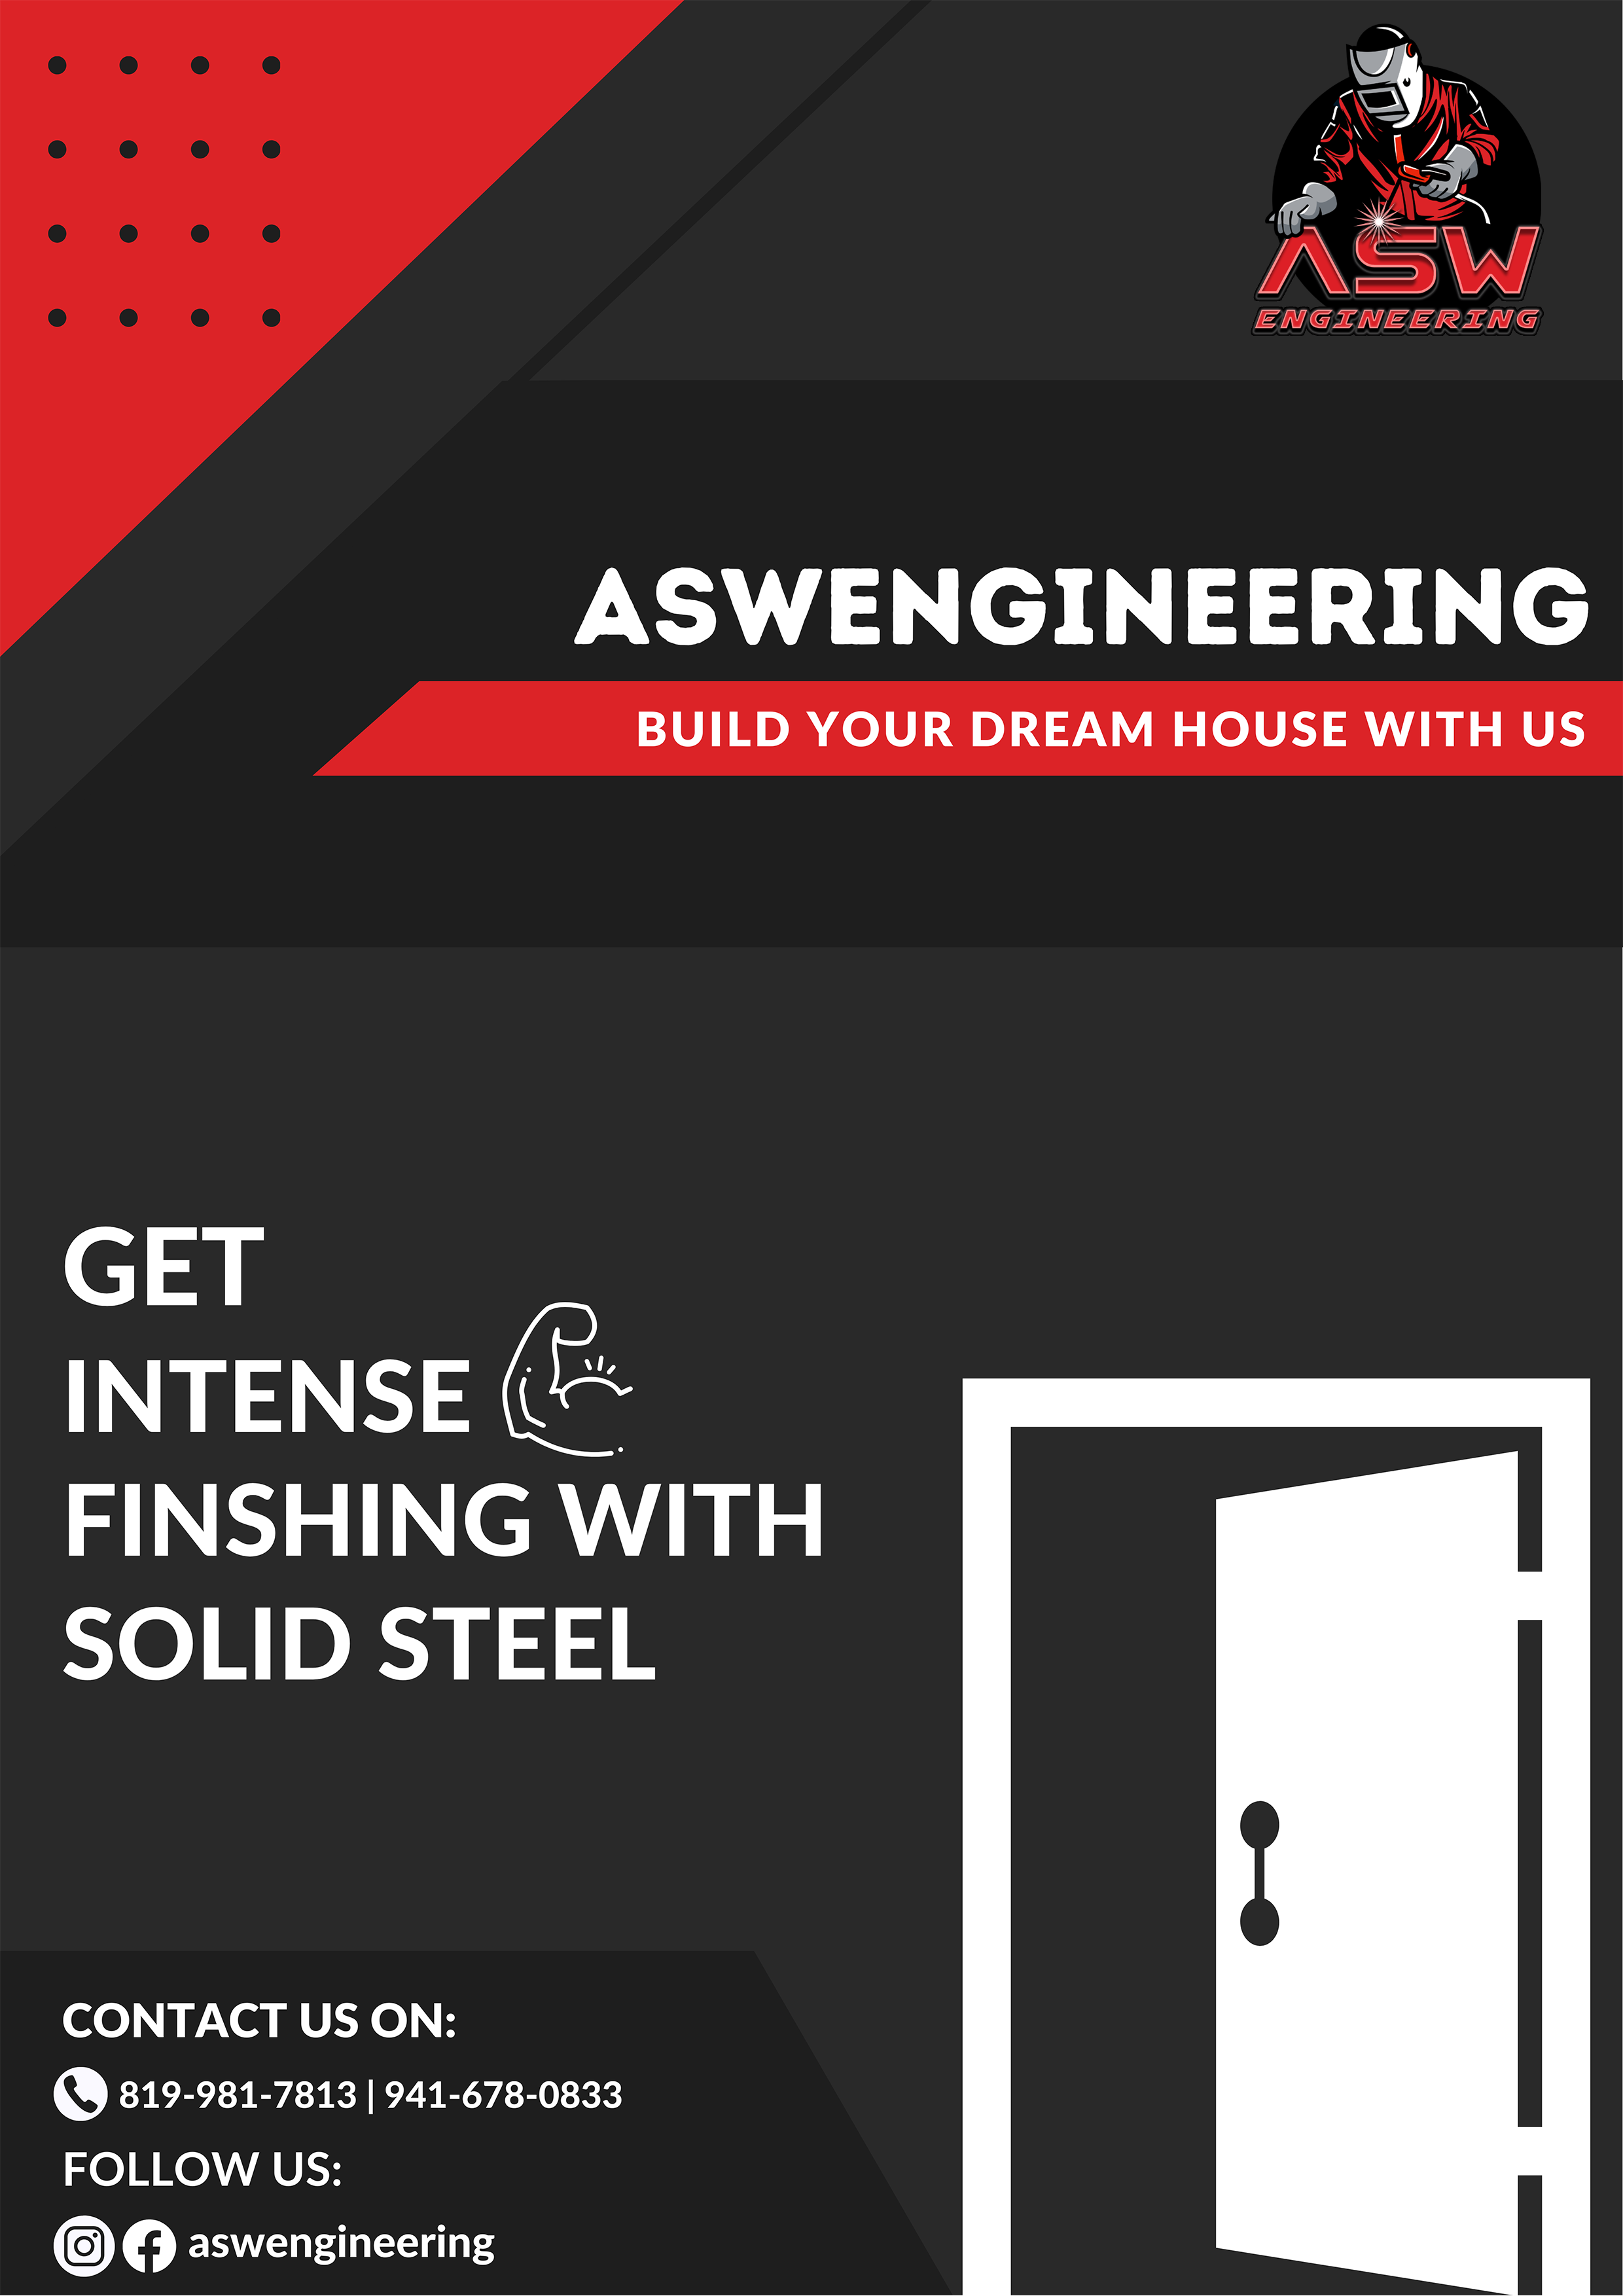 ASW
ENGINEERING
ASWENGINEERING
BUILD YOUR DREAM HOUSE WITH US
GET
INTENSE
FINSHING WITH
SOLID STEEL
CONTACT US ON:
819-981-7813 | 941-678-0833
FOLLOW US:
aswengineering